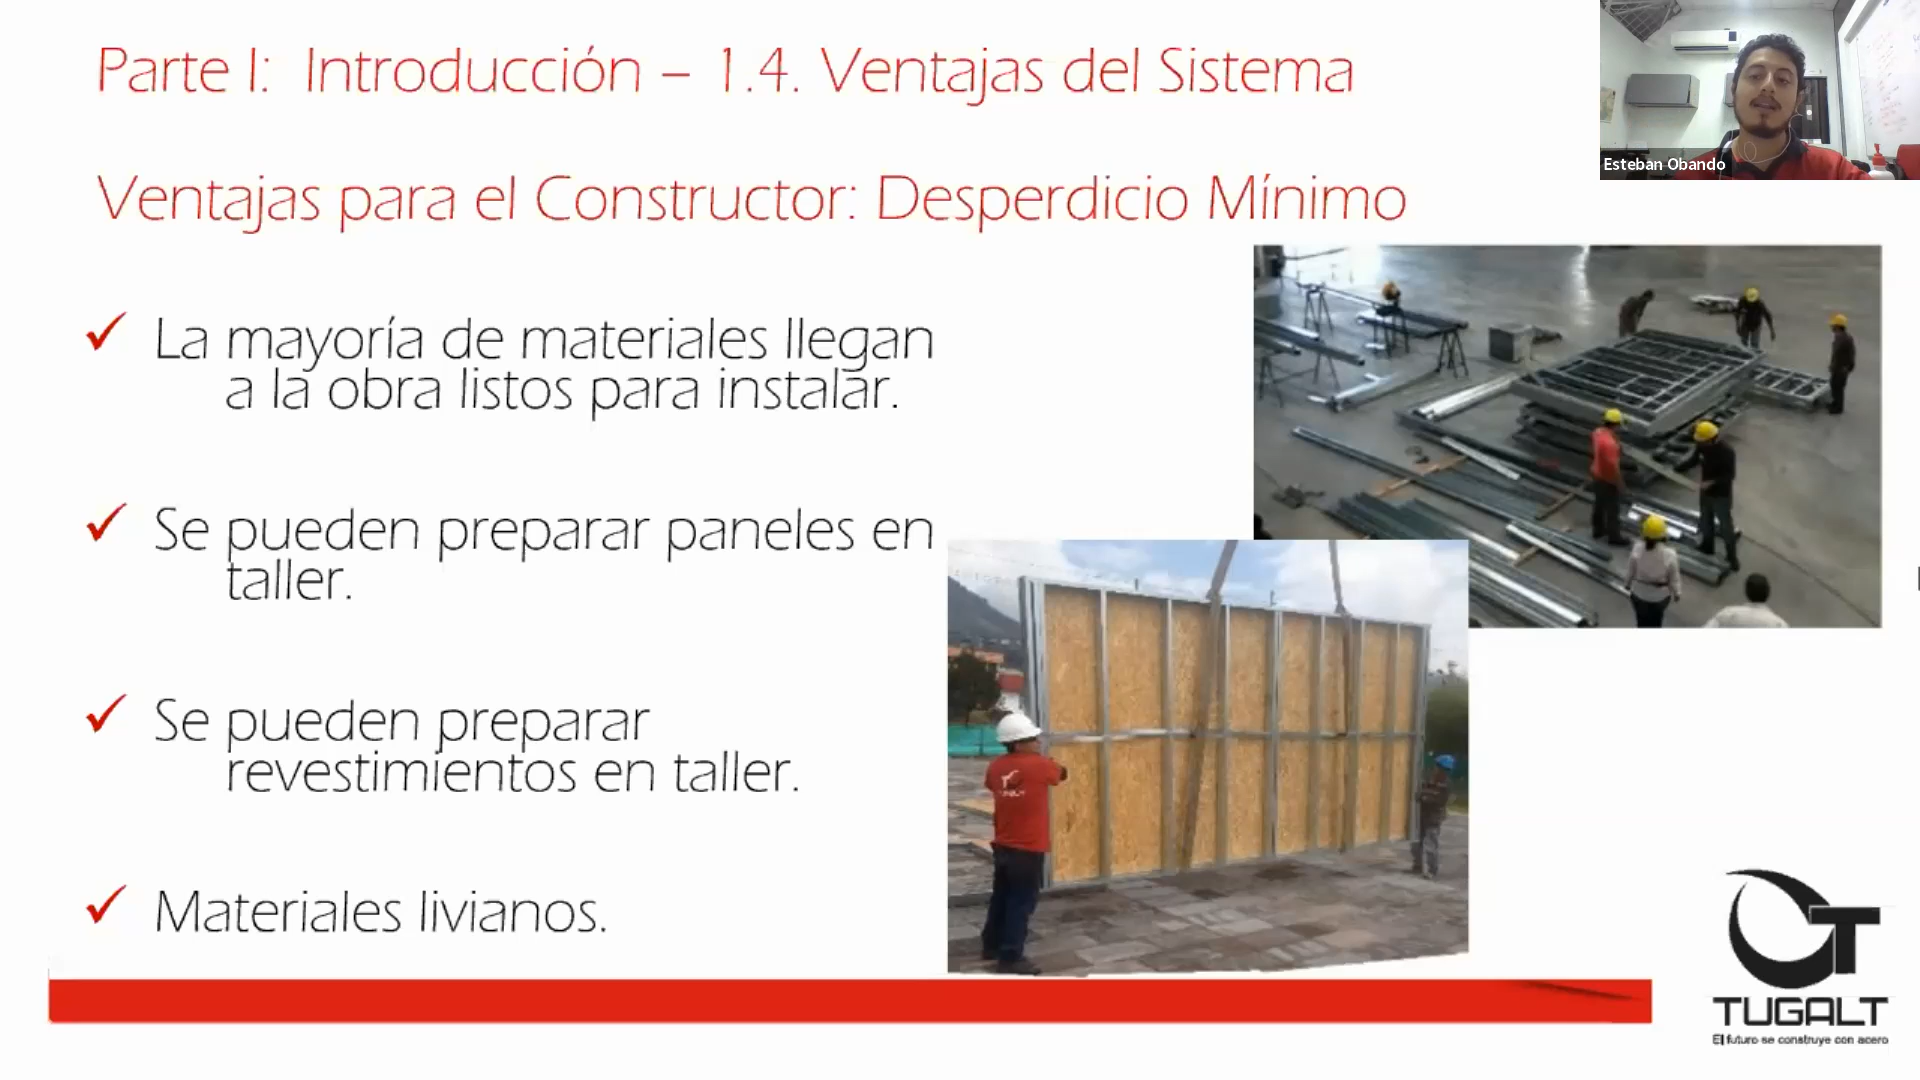 Parte I:  Introducción – 1.4. Ventajas del Sistema
Esteban Obando
Ventajas para el Constructor: Desperdicio Mínimo
La mayoría de materiales llegan
a la obra listos para instalar.
Se pueden preparar paneles en
taller.
Se pueden preparar
revestimientos en taller.
Materiales livianos.
TUGALT
El futuro se construye con acero